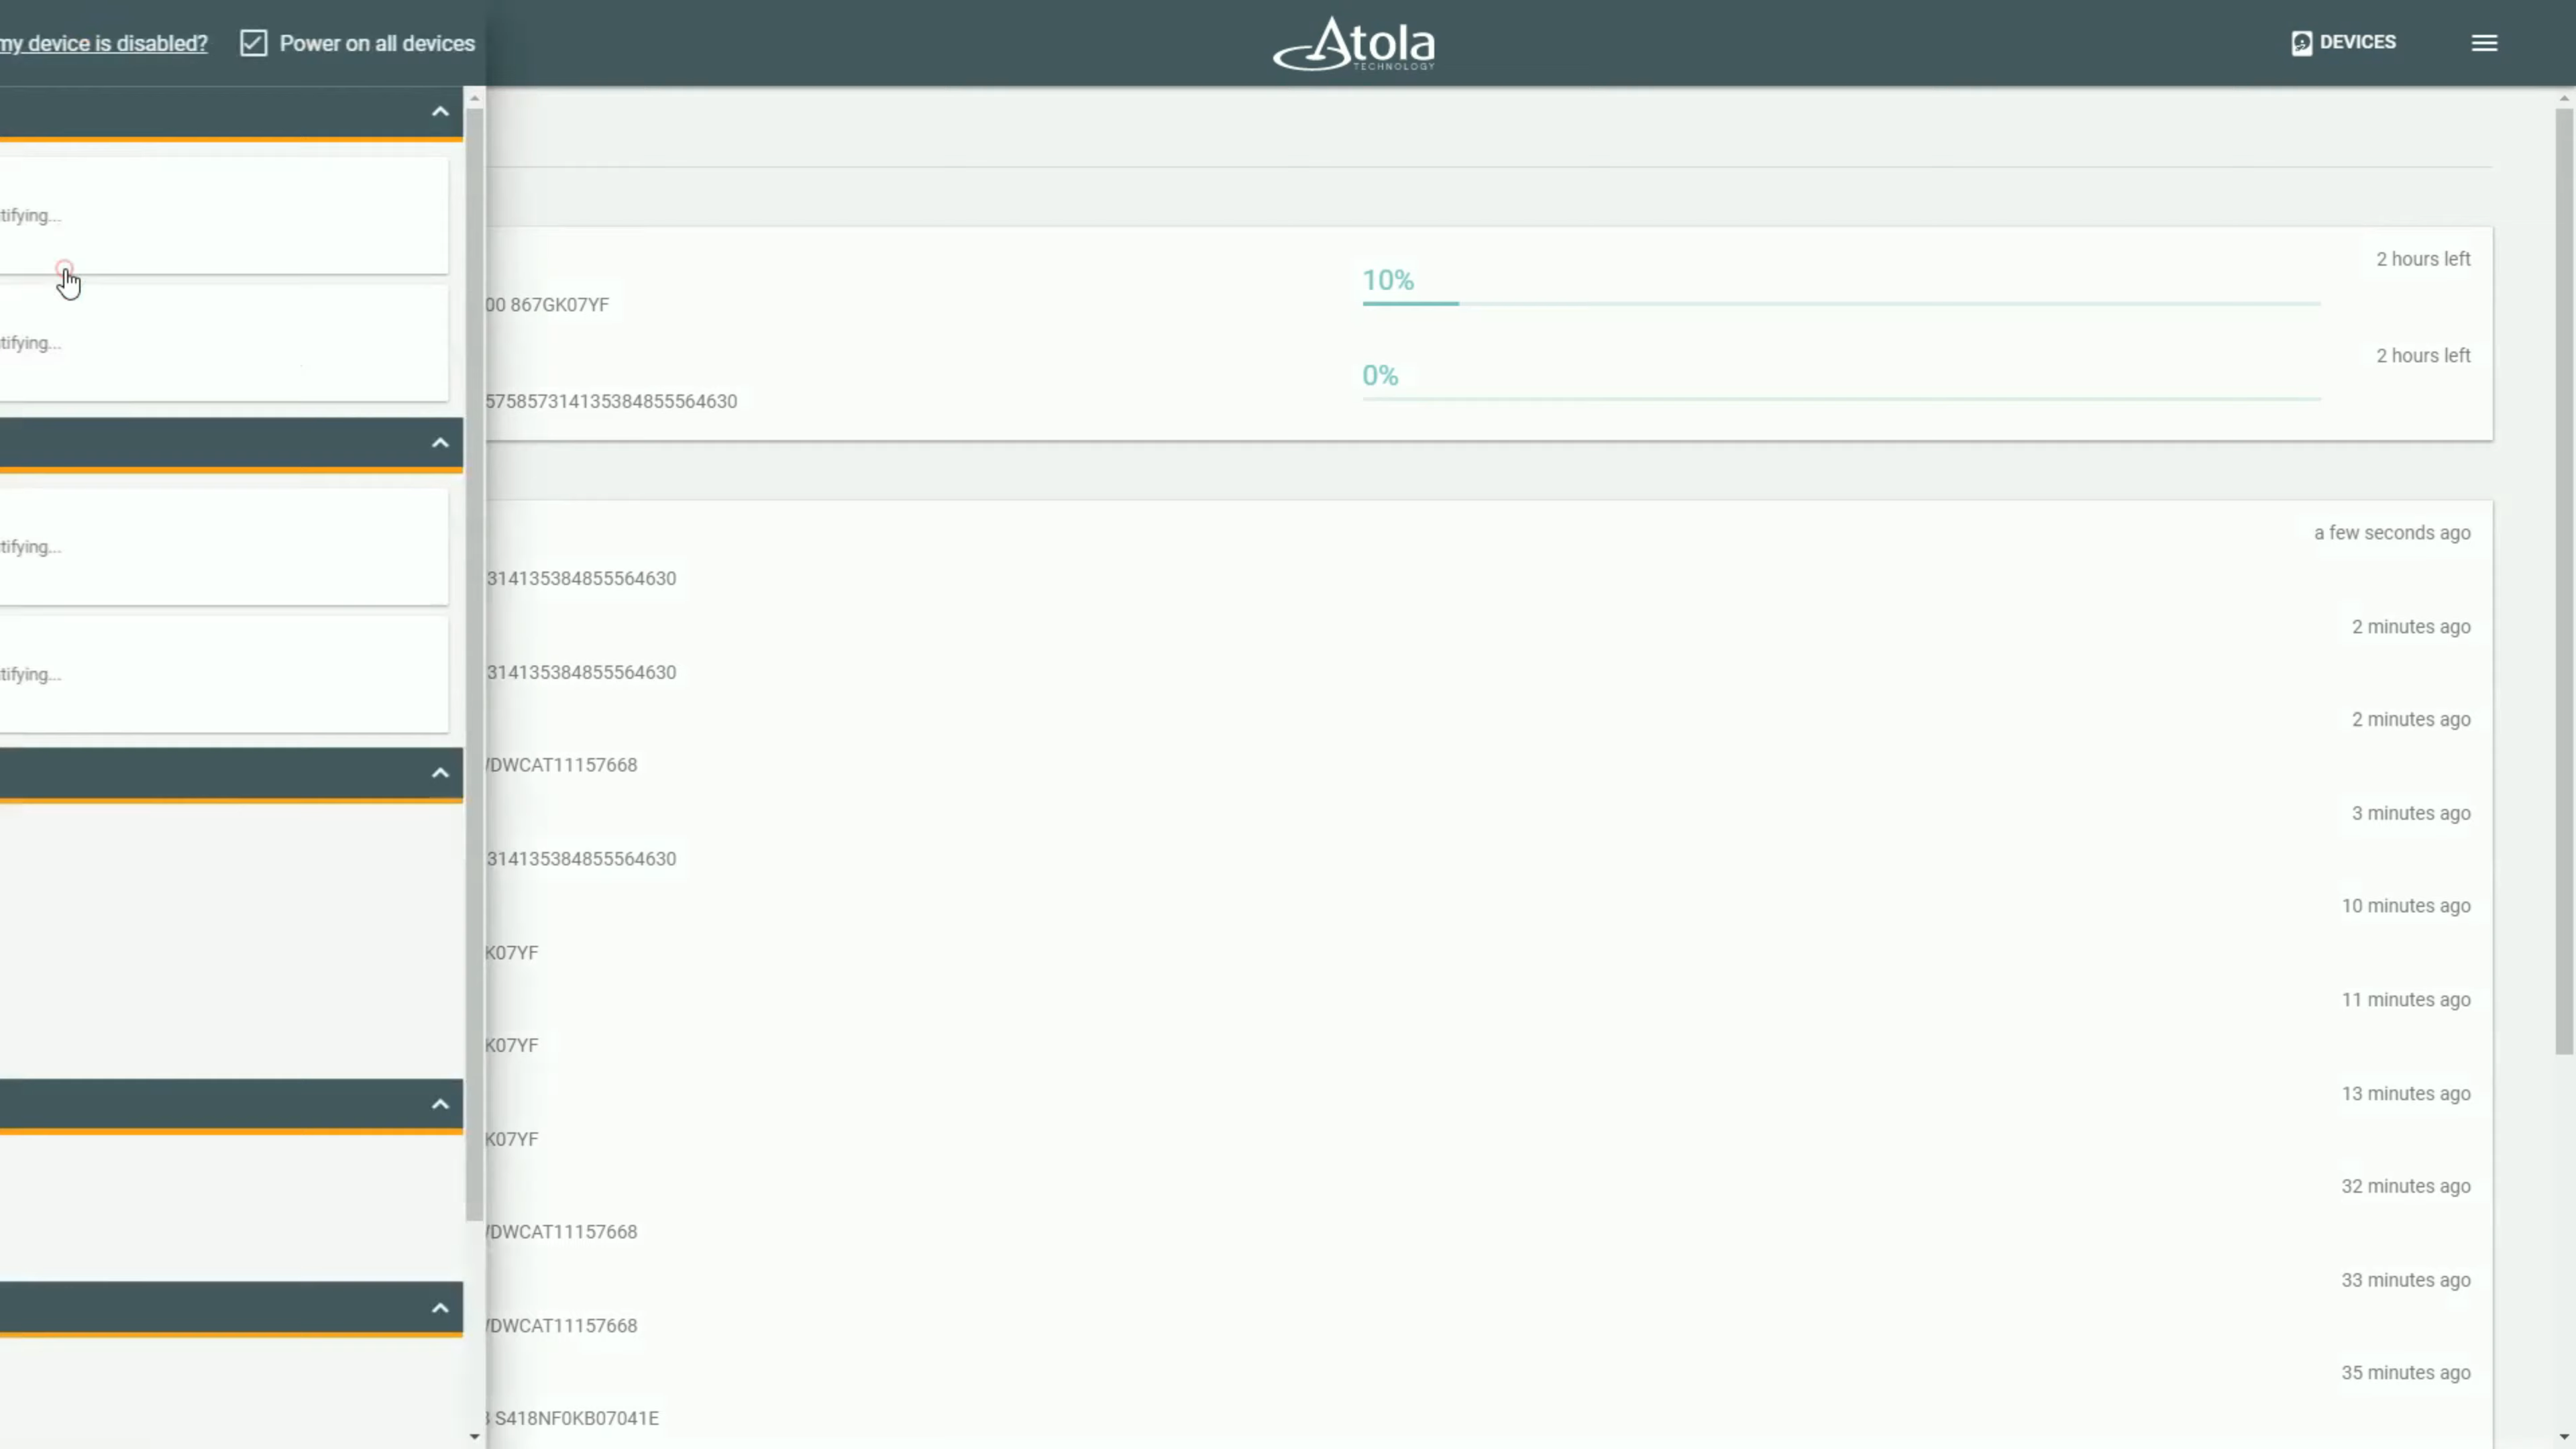 my device is disabled? Power on all devices
Atola
TECHNOLOGY
DEVICES
tifying...
tifying...
tifying...
tifying...
2 hours left
10%
00 867GK07YF
2 hours left
0%
5758573141353848555​64630
a few seconds ago
314135384855564630
2 minutes ago
314135384855564630
2 minutes ago
DWCAT11157668
3 minutes ago
314135384855564630
10 minutes ago
K07YF
11 minutes ago
K07YF
13 minutes ago
K07YF
32 minutes ago
DWCAT11157668
33 minutes ago
DWCAT11157668
35 minutes ago
S418NF0KB07041E